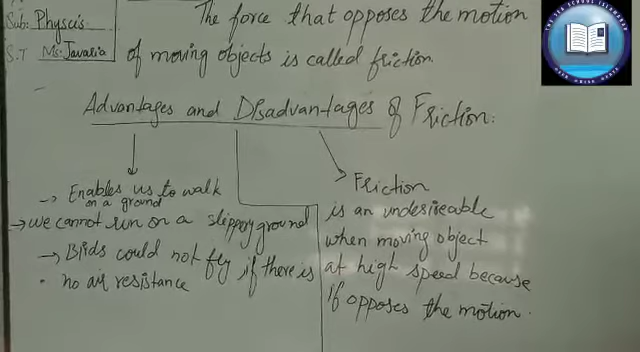 Sub: Physcis
S.T Ms. Javaria
The force that opposes the motion
of moving objects is called friction.
Advantages and Disadvantages of Friction:
→ Enables us to walk
on a ground
→ we cannot run on a slippery ground
→ Birds could not fly if there is
• no air resistance
Friction
is an undesireable
when moving object
at high speed because
if opposes the motion.